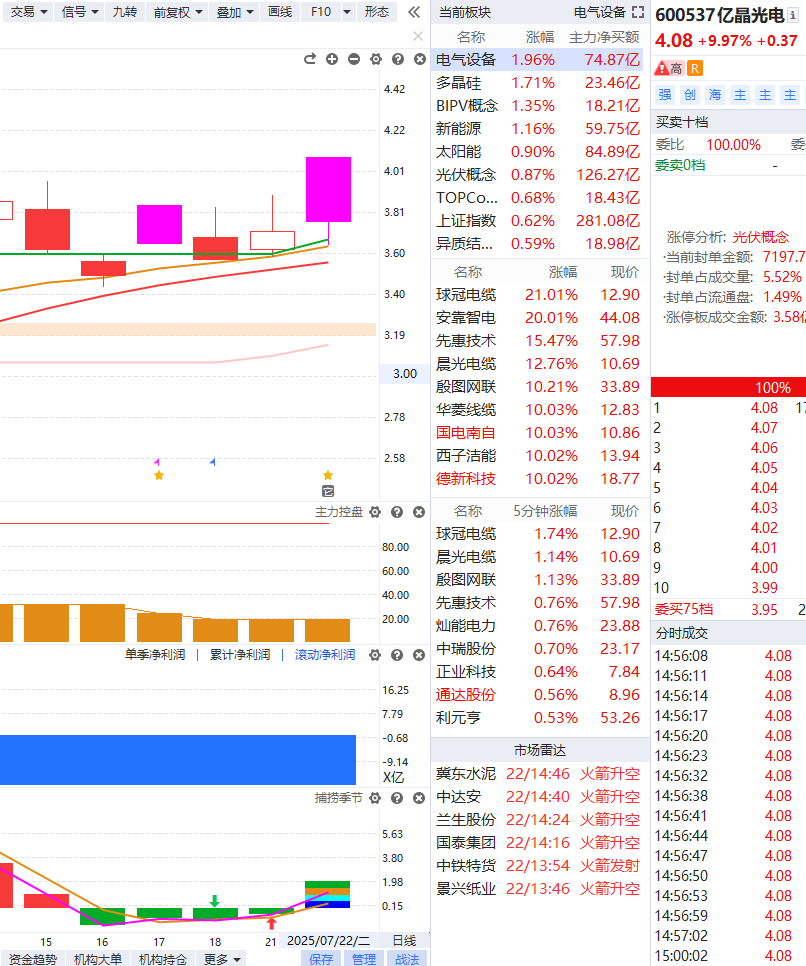 交易 信号 九转 前复权 叠加 画线 F10 形态
4.42
4.22
4.01
3.81
3.60
3.40
3.19
3.00
2.78
2.58
主力控盘
80.00
60.00
40.00
20.00
单季净利润 | 累计净利润 | 滚动净利润
16.25
7.79
-0.68
-9.14
X亿
捕捞季节
5.63
3.80
1.98
0.15
15 16 17 18 21 2025/07/22/二 日线
资金趋势 机构大单 机构持仓 更多 保存 管理 战法
当前板块 电气设备
名称 涨幅 主力净买额
电气设备 1.96% 74.87亿
多晶硅 1.71% 23.46亿
BIPV概念 1.35% 18.21亿
新能源 1.16% 59.75亿
太阳能 0.90% 84.89亿
光伏概念 0.87% 126.27亿
TOPCo... 0.68% 18.43亿
上证指数 0.62% 281.08亿
异质结... 0.59% 18.98亿
名称 涨幅 现价
球冠电缆 21.01% 12.90
安靠智电 20.01% 44.08
先惠技术 15.47% 57.98
晨光电缆 12.76% 10.69
殷图网联 10.21% 33.89
华菱线缆 10.03% 12.83
国电南自 10.03% 10.86
西子洁能 10.02% 13.94
德新科技 10.02% 18.77
名称 5分钟涨幅 现价
球冠电缆 1.74% 12.90
晨光电缆 1.14% 10.69
殷图网联 1.13% 33.89
先惠技术 0.76% 57.98
灿能电力 0.76% 23.88
中瑞股份 0.70% 23.17
正业科技 0.64% 7.84
通达股份 0.56% 8.96
利元亨 0.53% 53.26
市场雷达
冀东水泥 22/14:46 火箭升空
中达安 22/14:40 火箭升空
兰生股份 22/14:24 火箭升空
国泰集团 22/14:16 火箭升空
中铁特货 22/13:54 火箭发射
景兴纸业 22/13:46 火箭升空
600537亿晶光电
4.08 +9.97% +0.37
高 R
强 创 海 主 主 主
买卖十档
委比 100.00% 委
委卖0档 -
涨停分析: 光伏概念
·当前封单金额: 7197.7
·封单占成交量: 5.52%
·封单占流通盘: 1.49%
·涨停板成交金额: 3.58亿
100%
1 4.08 17
2 4.07
3 4.06
4 4.05
5 4.04
6 4.03
7 4.02
8 4.01
9 4.00
10 3.99
委买75档 3.95 2
分时成交
14:56:08 4.08
14:56:11 4.08
14:56:14 4.08
14:56:17 4.08
14:56:20 4.08
14:56:23 4.08
14:56:32 4.08
14:56:38 4.08
14:56:41 4.08
14:56:44 4.08
14:56:47 4.08
14:56:50 4.08
14:56:53 4.08
14:56:59 4.08
14:57:02 4.08
15:00:02 4.08